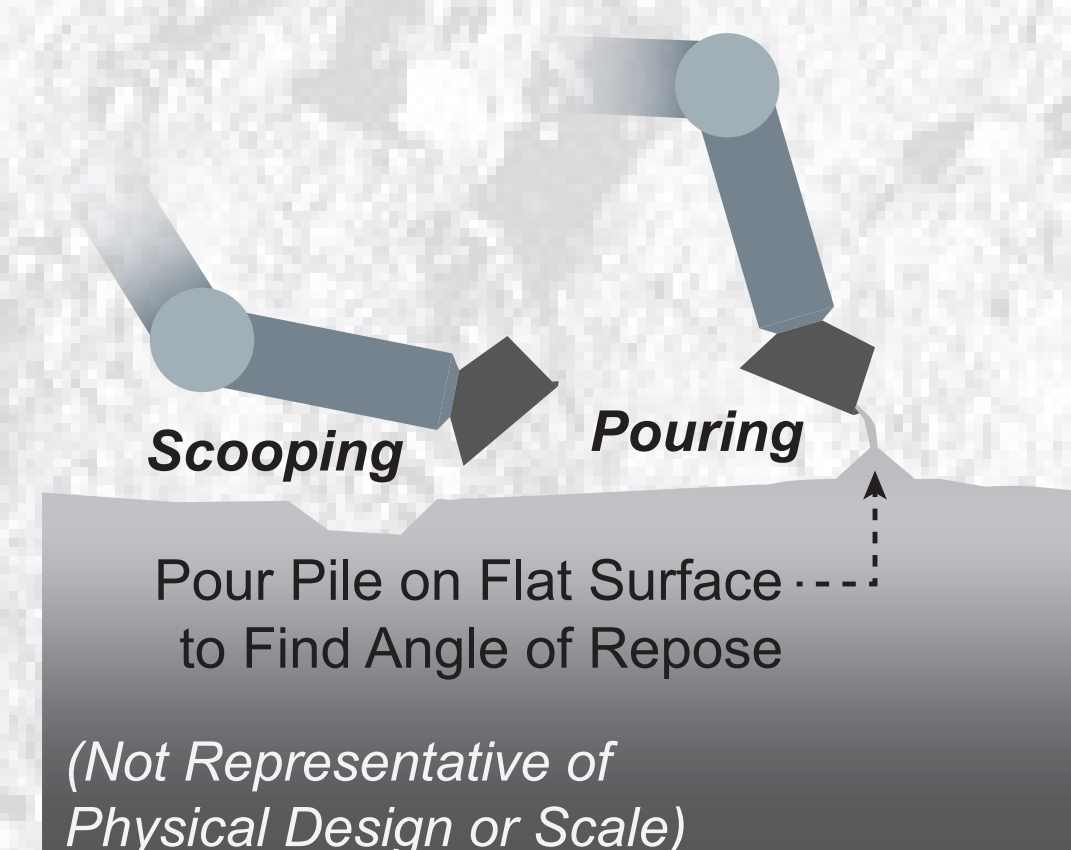 Scooping
Pouring
Pour Pile on Flat Surface
to Find Angle of Repose
(Not Representative of
Physical Design or Scale)